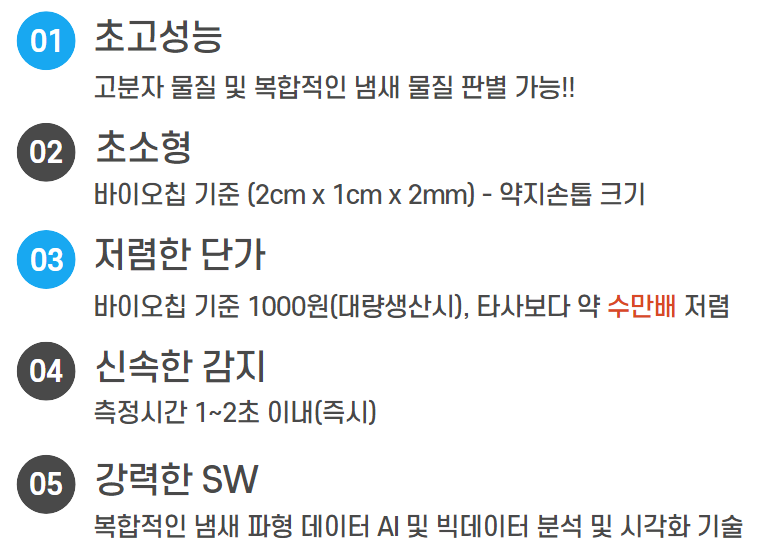 01 초고성능
고분자 물질 및 복합적인 냄새 물질 판별 가능!!
02 초소형
바이오칩 기준 (2cm x 1cm x 2mm) - 약지손톱 크기
03 저렴한 단가
바이오칩 기준 1000원(대량생산시), 타사보다 약 수만배 저렴
04 신속한 감지
측정시간 1~2초 이내(즉시)
05 강력한 SW
복합적인 냄새 파형 데이터 AI 및 빅데이터 분석 및 시각화 기술